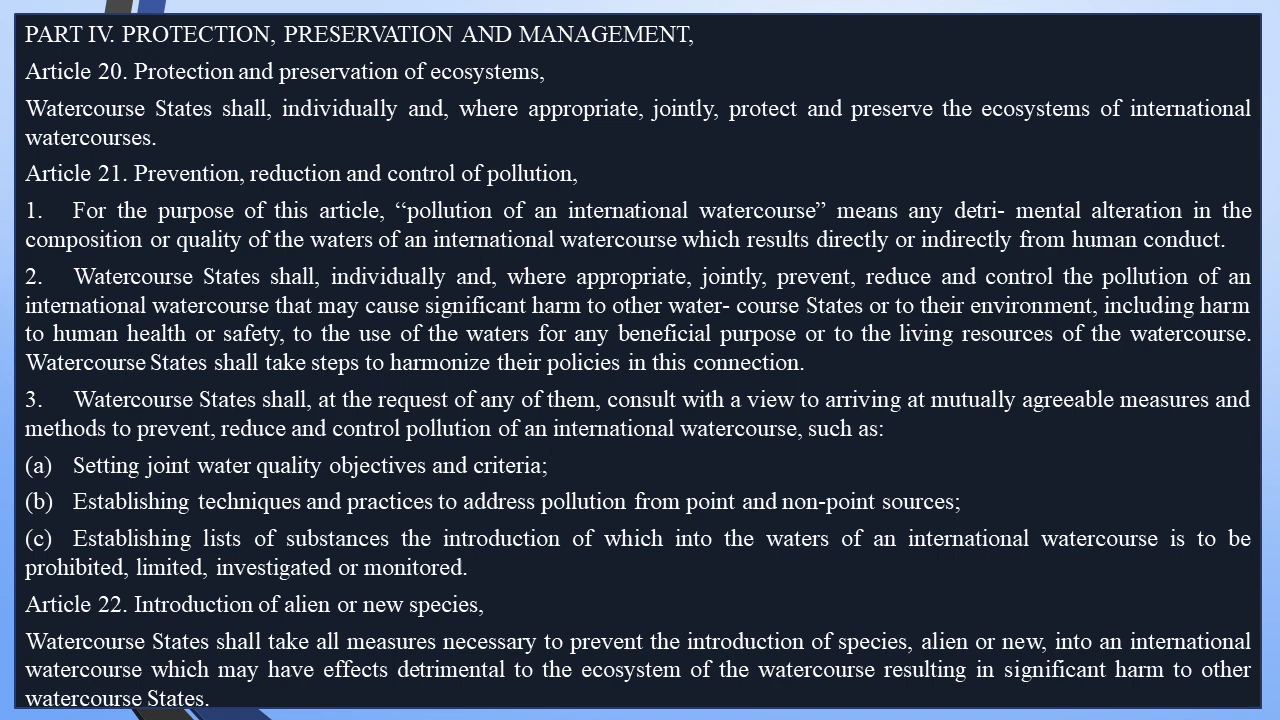 PART IV. PROTECTION, PRESERVATION AND MANAGEMENT,
Article 20. Protection and preservation of ecosystems,
Watercourse States shall, individually and, where appropriate, jointly, protect and preserve the ecosystems of international
watercourses.
Article 21. Prevention, reduction and control of pollution,
1. For the purpose of this article, “pollution of an international watercourse” means any detri- mental alteration in the
composition or quality of the waters of an international watercourse which results directly or indirectly from human conduct.
2. Watercourse States shall, individually and, where appropriate, jointly, prevent, reduce and control the pollution of an
international watercourse that may cause significant harm to other water- course States or to their environment, including harm
to human health or safety, to the use of the waters for any beneficial purpose or to the living resources of the watercourse.
Watercourse States shall take steps to harmonize their policies in this connection.
3. Watercourse States shall, at the request of any of them, consult with a view to arriving at mutually agreeable measures and
methods to prevent, reduce and control pollution of an international watercourse, such as:
(a) Setting joint water quality objectives and criteria;
(b) Establishing techniques and practices to address pollution from point and non-point sources;
(c) Establishing lists of substances the introduction of which into the waters of an international watercourse is to be
prohibited, limited, investigated or monitored.
Article 22. Introduction of alien or new species,
Watercourse States shall take all measures necessary to prevent the introduction of species, alien or new, into an international
watercourse which may have effects detrimental to the ecosystem of the watercourse resulting in significant harm to other
watercourse States.